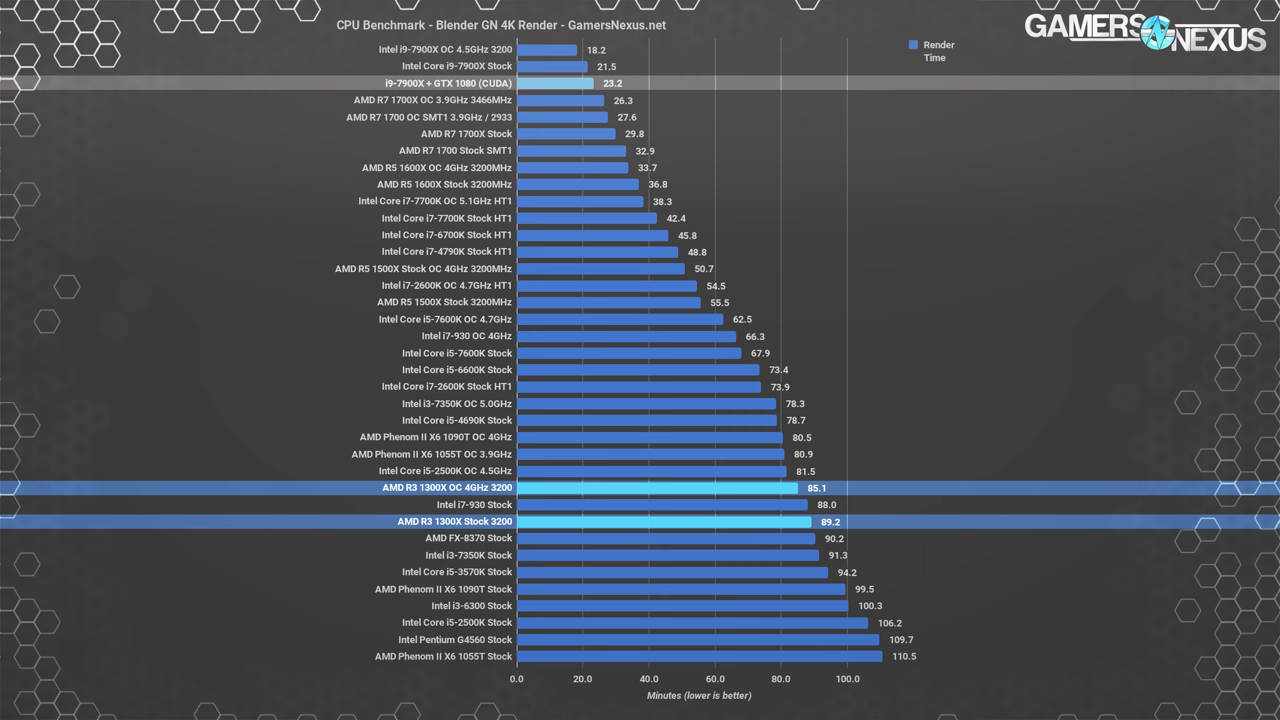 CPU Benchmark - Blender GN 4K Render - GamersNexus.net
GAMERS NEXUS
Render
Time
Intel i9-7900X OC 4.5GHz 3200 18.2
Intel Core i9-7900X Stock 21.5
i9-7900X + GTX 1080 (CUDA) 23.2
AMD R7 1700X OC 3.9GHz 3466MHz 26.3
AMD R7 1700 OC SMT1 3.9GHz / 2933 27.6
AMD R7 1700X Stock 29.8
AMD R7 1700 Stock SMT1 32.9
AMD R5 1600X OC 4GHz 3200MHz 33.7
AMD R5 1600X Stock 3200MHz 36.8
Intel Core i7-7700K OC 5.1GHz HT1 38.3
Intel Core i7-7700K Stock HT1 42.4
Intel Core i7-6700K Stock HT1 45.8
Intel Core i7-4790K Stock HT1 48.8
AMD R5 1500X Stock OC 4GHz 3200MHz 50.7
Intel i7-2600K OC 4.7GHz HT1 54.5
AMD R5 1500X Stock 3200MHz 55.5
Intel Core i5-7600K OC 4.7GHz 62.5
Intel i7-930 OC 4GHz 66.3
Intel Core i5-7600K Stock 67.9
Intel Core i5-6600K Stock 73.4
Intel Core i7-2600K Stock HT1 73.9
Intel i3-7350K OC 5.0GHz 78.3
Intel Core i5-4690K Stock 78.7
AMD Phenom II X6 1090T OC 4GHz 80.5
AMD Phenom II X6 1055T OC 3.9GHz 80.9
Intel Core i5-2500K OC 4.5GHz 81.5
AMD R3 1300X OC 4GHz 3200 85.1
Intel i7-930 Stock 88.0
AMD R3 1300X Stock 3200 89.2
AMD FX-8370 Stock 90.2
Intel i3-7350K Stock 91.3
Intel Core i5-3570K Stock 94.2
AMD Phenom II X6 1090T Stock 99.5
Intel i3-6300 Stock 100.3
Intel Core i5-2500K Stock 106.2
Intel Pentium G4560 Stock 109.7
AMD Phenom II X6 1055T Stock 110.5
0.0 20.0 40.0 60.0 80.0 100.0
Minutes (lower is better)